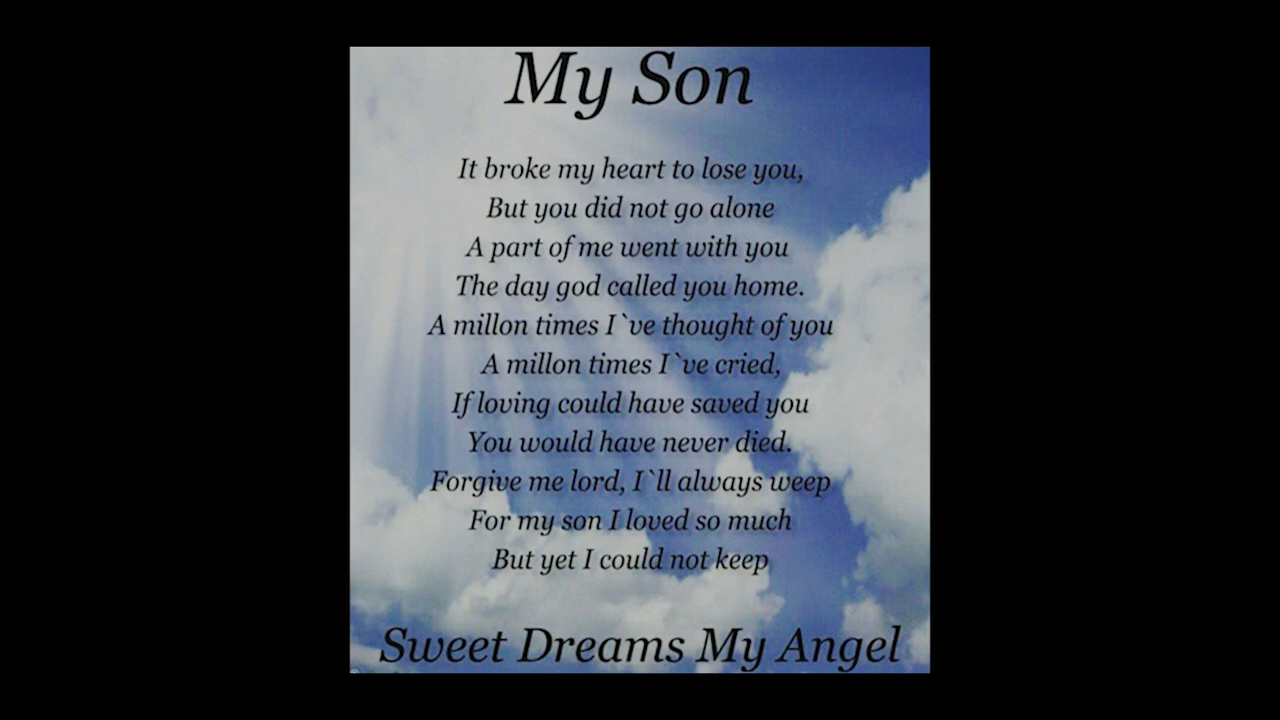 My Son
It broke my heart to lose you,
But you did not go alone
A part of me went with you
The day god called you home.
A millon times I`ve thought of you
A millon times I`ve cried,
If loving could have saved you
You would have never died.
Forgive me lord, I`ll always weep
For my son I loved so much
But yet I could not keep
Sweet Dreams My Angel